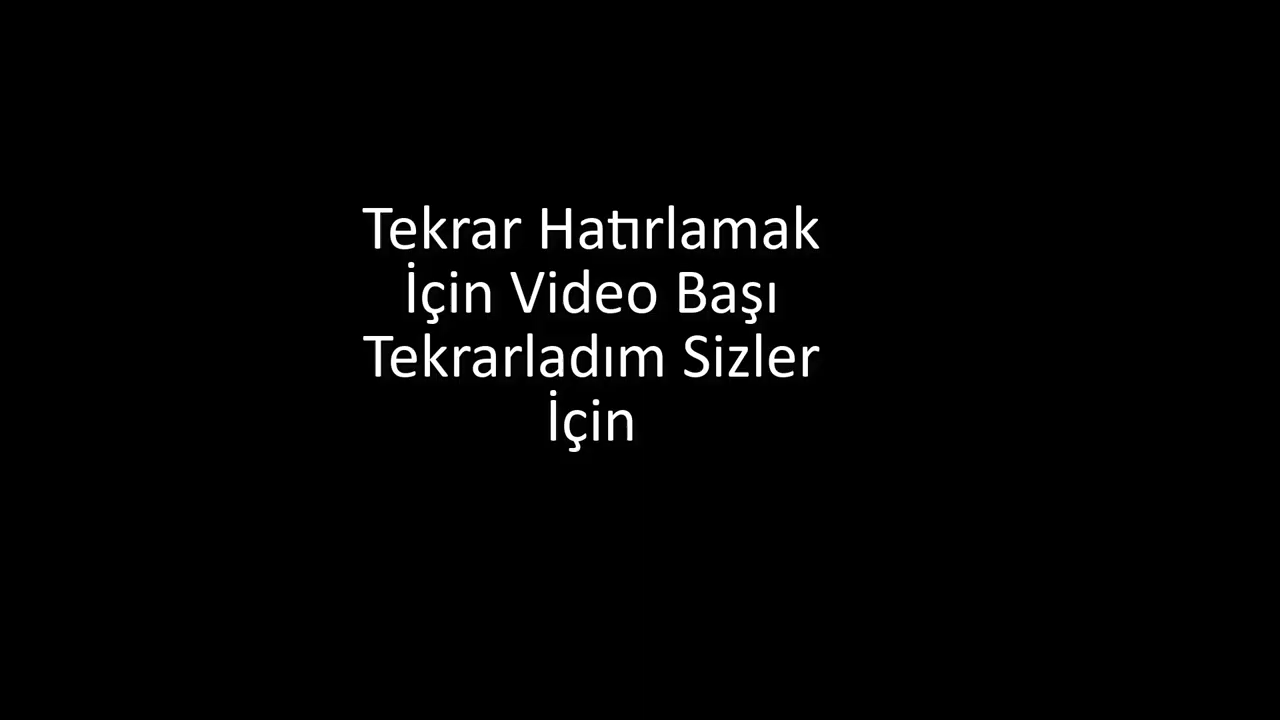 Tekrar Hatırlamak
İçin Video Başı
Tekrarladım Sizler
İçin